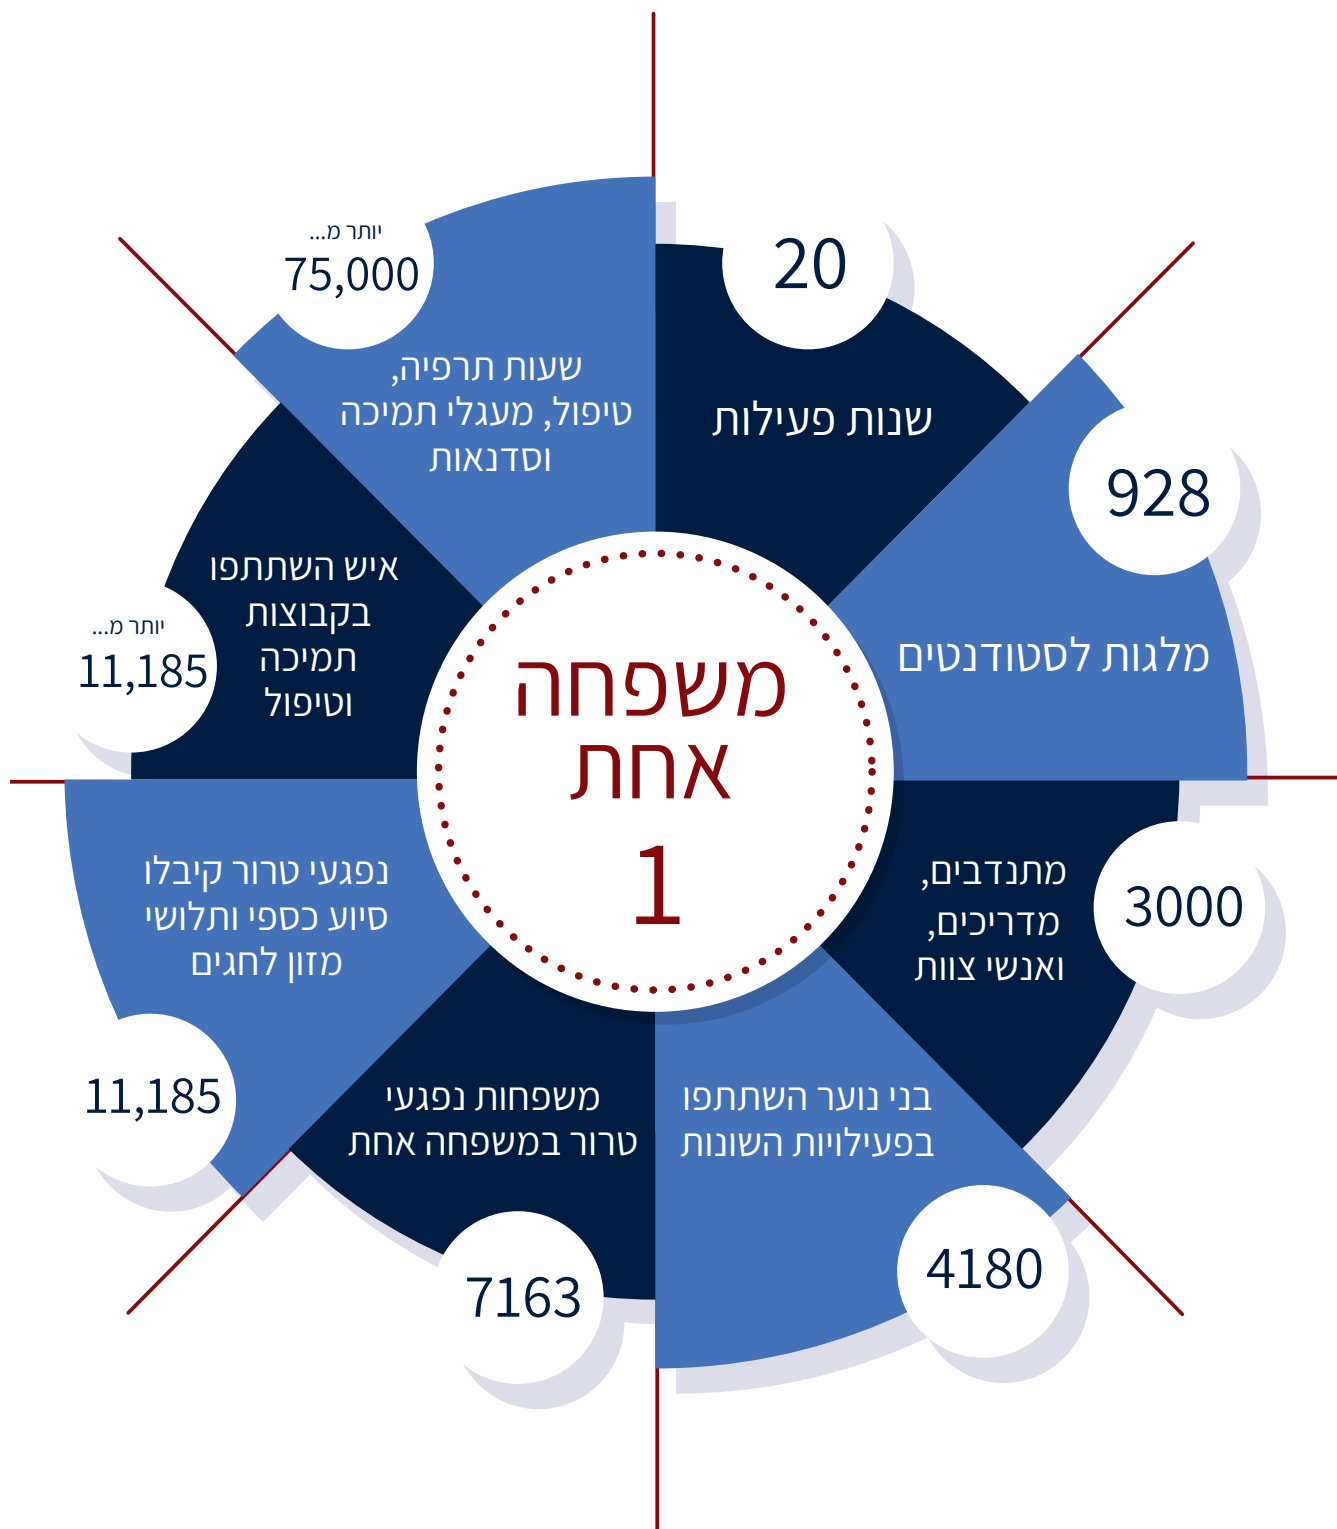 משפחה
אחת
1
20
שנות פעילות
928
מלגות לסטודנטים
3000
מתנדבים,
מדריכים,
ואנשי צוות
4180
בני נוער השתתפו
בפעילויות השונות
7163
משפחות נפגעי
טרור במשפחה אחת
11,185
נפגעי טרור קיבלו
סיוע כספי ותלושי
מזון לחגים
יותר מ...
11,185
איש השתתפו
בקבוצות
תמיכה
וטיפול
יותר מ...
75,000
שעות תרפיה,
טיפול, מעגלי תמיכה
וסדנאות